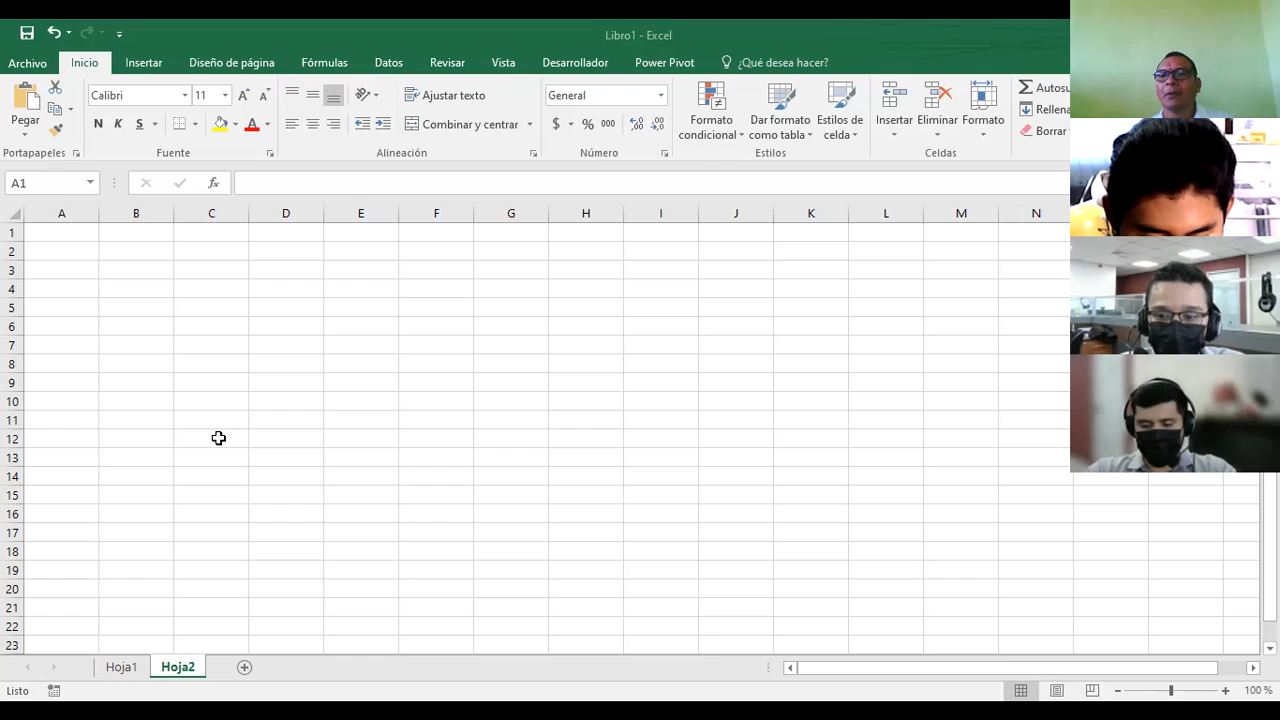 Libro1 - Excel
Archivo Inicio Insertar Diseño de página Fórmulas Datos Revisar Vista Desarrollador Power Pivot ¿Qué desea hacer?
Pegar
Calibri 11
N K S
Ajustar texto
Combinar y centrar
General
$ % 000
Formato condicional
Dar formato como tabla
Estilos de celda
Insertar Eliminar Formato
Autosu
Rellena
Borrar
Portapapeles Fuente Alineación Número Estilos Celdas
A1 fx
A B C D E F G H I J K L M N
1
2
3
4
5
6
7
8
9
10
11
12
13
14
15
16
17
18
19
20
21
22
23
Hoja1 Hoja2
Listo 100 %